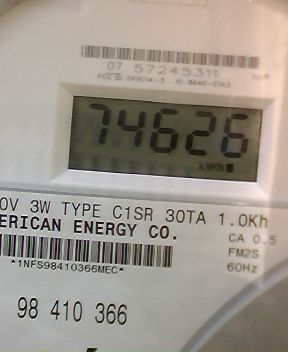 07 57245311
74626
kWh
0V 3W TYPE C1SR 30TA 1.0Kh
ERICAN ENERGY CO.
CA 0.5
FM2S
*1NFS98410366MEC*
60Hz
98 410 366